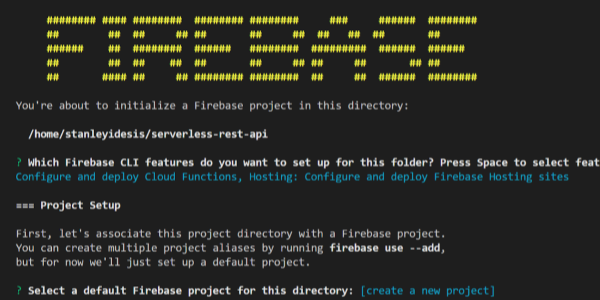 FIREBASE
You're about to initialize a Firebase project in this directory:
/home/stanleyidesis/serverless-rest-api
? Which Firebase CLI features do you want to set up for this folder? Press Space to select feat
Configure and deploy Cloud Functions, Hosting: Configure and deploy Firebase Hosting sites
=== Project Setup
First, let's associate this project directory with a Firebase project.
You can create multiple project aliases by running firebase use --add,
but for now we'll just set up a default project.
? Select a default Firebase project for this directory: [create a new project]